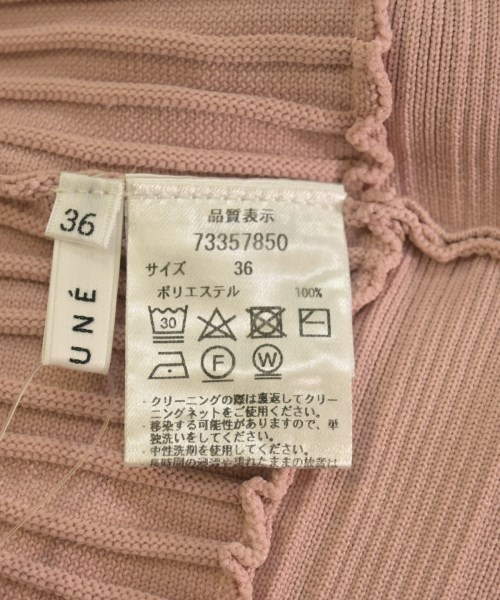 36
UNÉ
品質表示
73357850
サイズ 36
ポリエステル 100%
30
F W
・クリーニングの際は裏返してクリー
ニングネットをご使用ください。
・移染する可能性がありますので、単
独洗いをしてください。
・中性洗剤を使用してください。